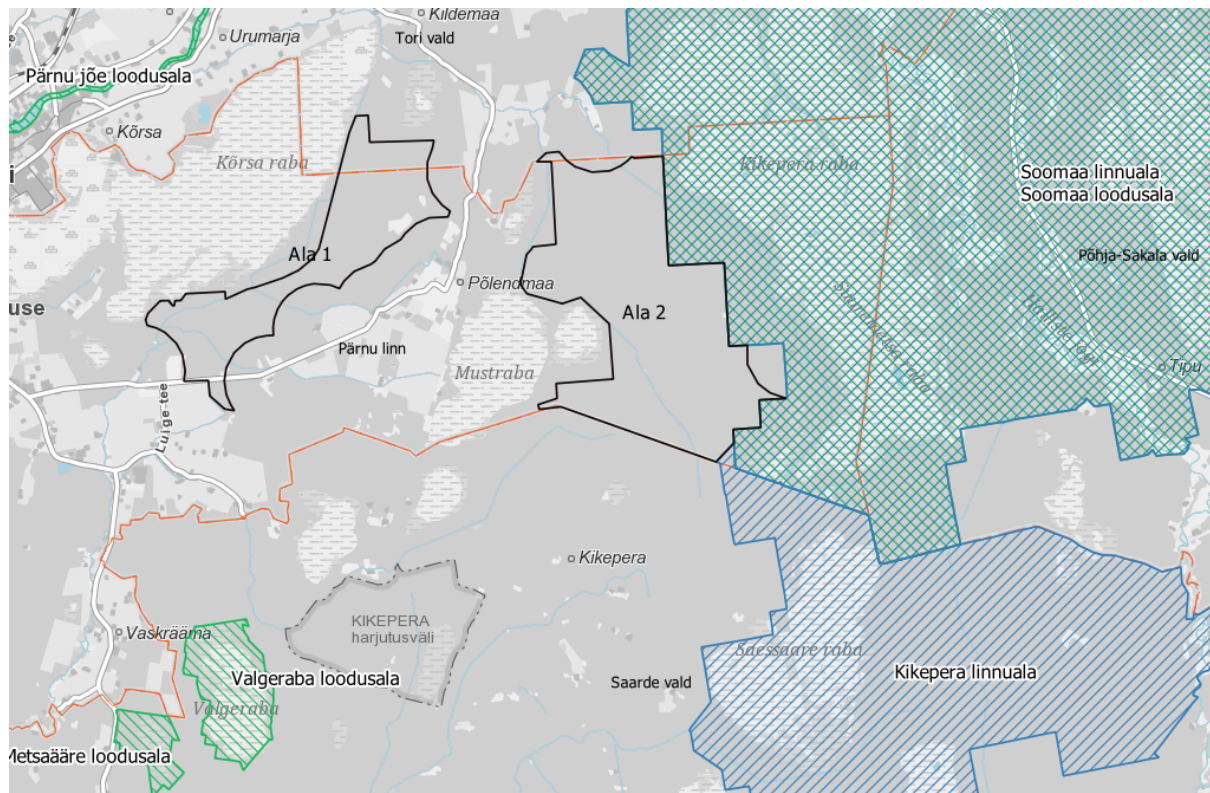 Kildemaa
Urumarja
Tori vald
Pärnu jõe loodusala
Kõrsa
Kõrsa raba
Kikepera raba
i
Soomaa linnuala
Soomaa loodusala
Ala 1
Põhja-Sakala vald
Põlendmaa
use
Ala 2
Pärnu linn
Mustraba
Tipu
Luige tee
Kikepera
KIKEPERA
harjutusväli
Vaskrääma
Saessaare raba
Valgeraba loodusala
Kikepera linnuala
Saarde vald
Valgeraba
Metsaääre loodusala